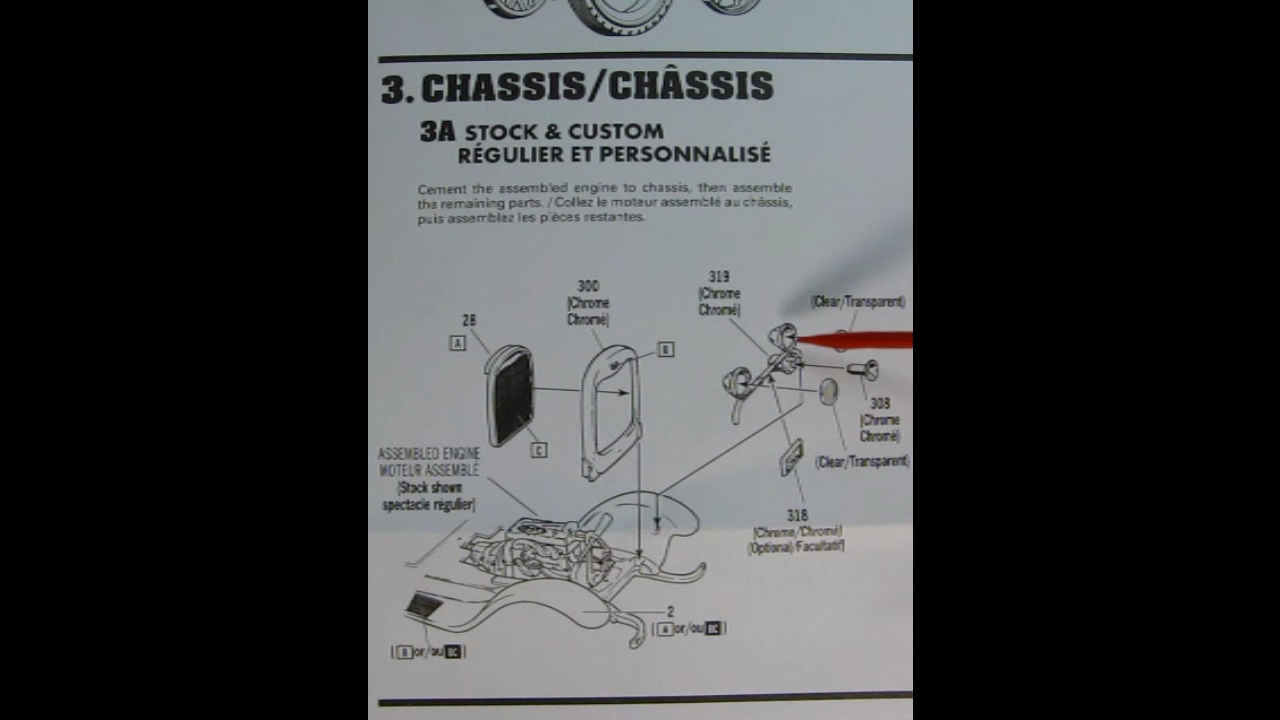 3. CHASSIS/CHÂSSIS
3A STOCK & CUSTOM
RÉGULIER ET PERSONNALISÉ
Cement the assembled engine to chassis, then assemble
the remaining parts. / Collez le moteur assemblé au châssis,
puis assemblez les pièces restantes.
319
(Chrome
Chromé)
300
(Chrome
Chromé)
(Clear/Transparent)
28
A
B
308
(Chrome
Chromé)
C
ASSEMBLED ENGINE
MOTEUR ASSEMBLÉ
(Stock shown
spectacle régulier)
(Clear/Transparent)
318
(Chrome/Chromé)
(Optional/Facultatif)
2
(B or/ou BC)
(B or/ou BC)